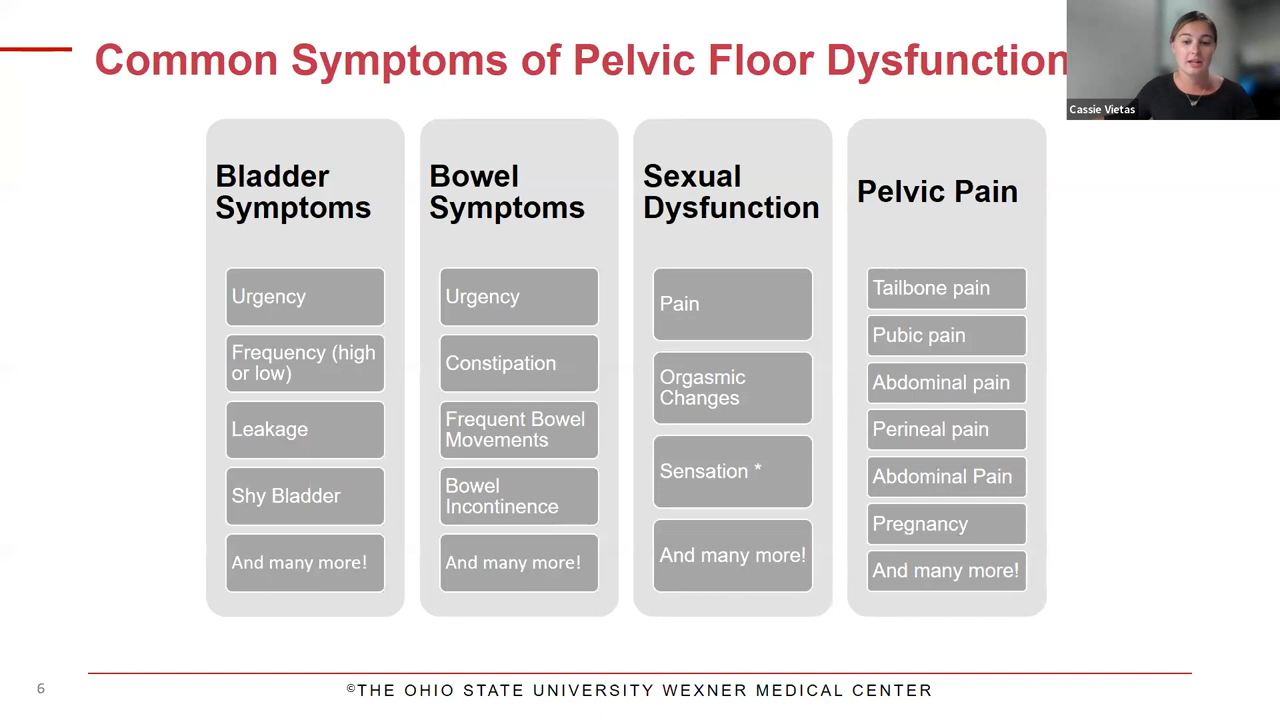 Common Symptoms of Pelvic Floor Dysfunction
Cassie Vietas
Bladder
Symptoms
Urgency
Frequency (high
or low)
Leakage
Shy Bladder
And many more!
Bowel
Symptoms
Urgency
Constipation
Frequent Bowel
Movements
Bowel
Incontinence
And many more!
Sexual
Dysfunction
Pain
Orgasmic
Changes
Sensation *
And many more!
Pelvic Pain
Tailbone pain
Pubic pain
Abdominal pain
Perineal pain
Abdominal Pain
Pregnancy
And many more!
6
©THE OHIO STATE UNIVERSITY WEXNER MEDICAL CENTER